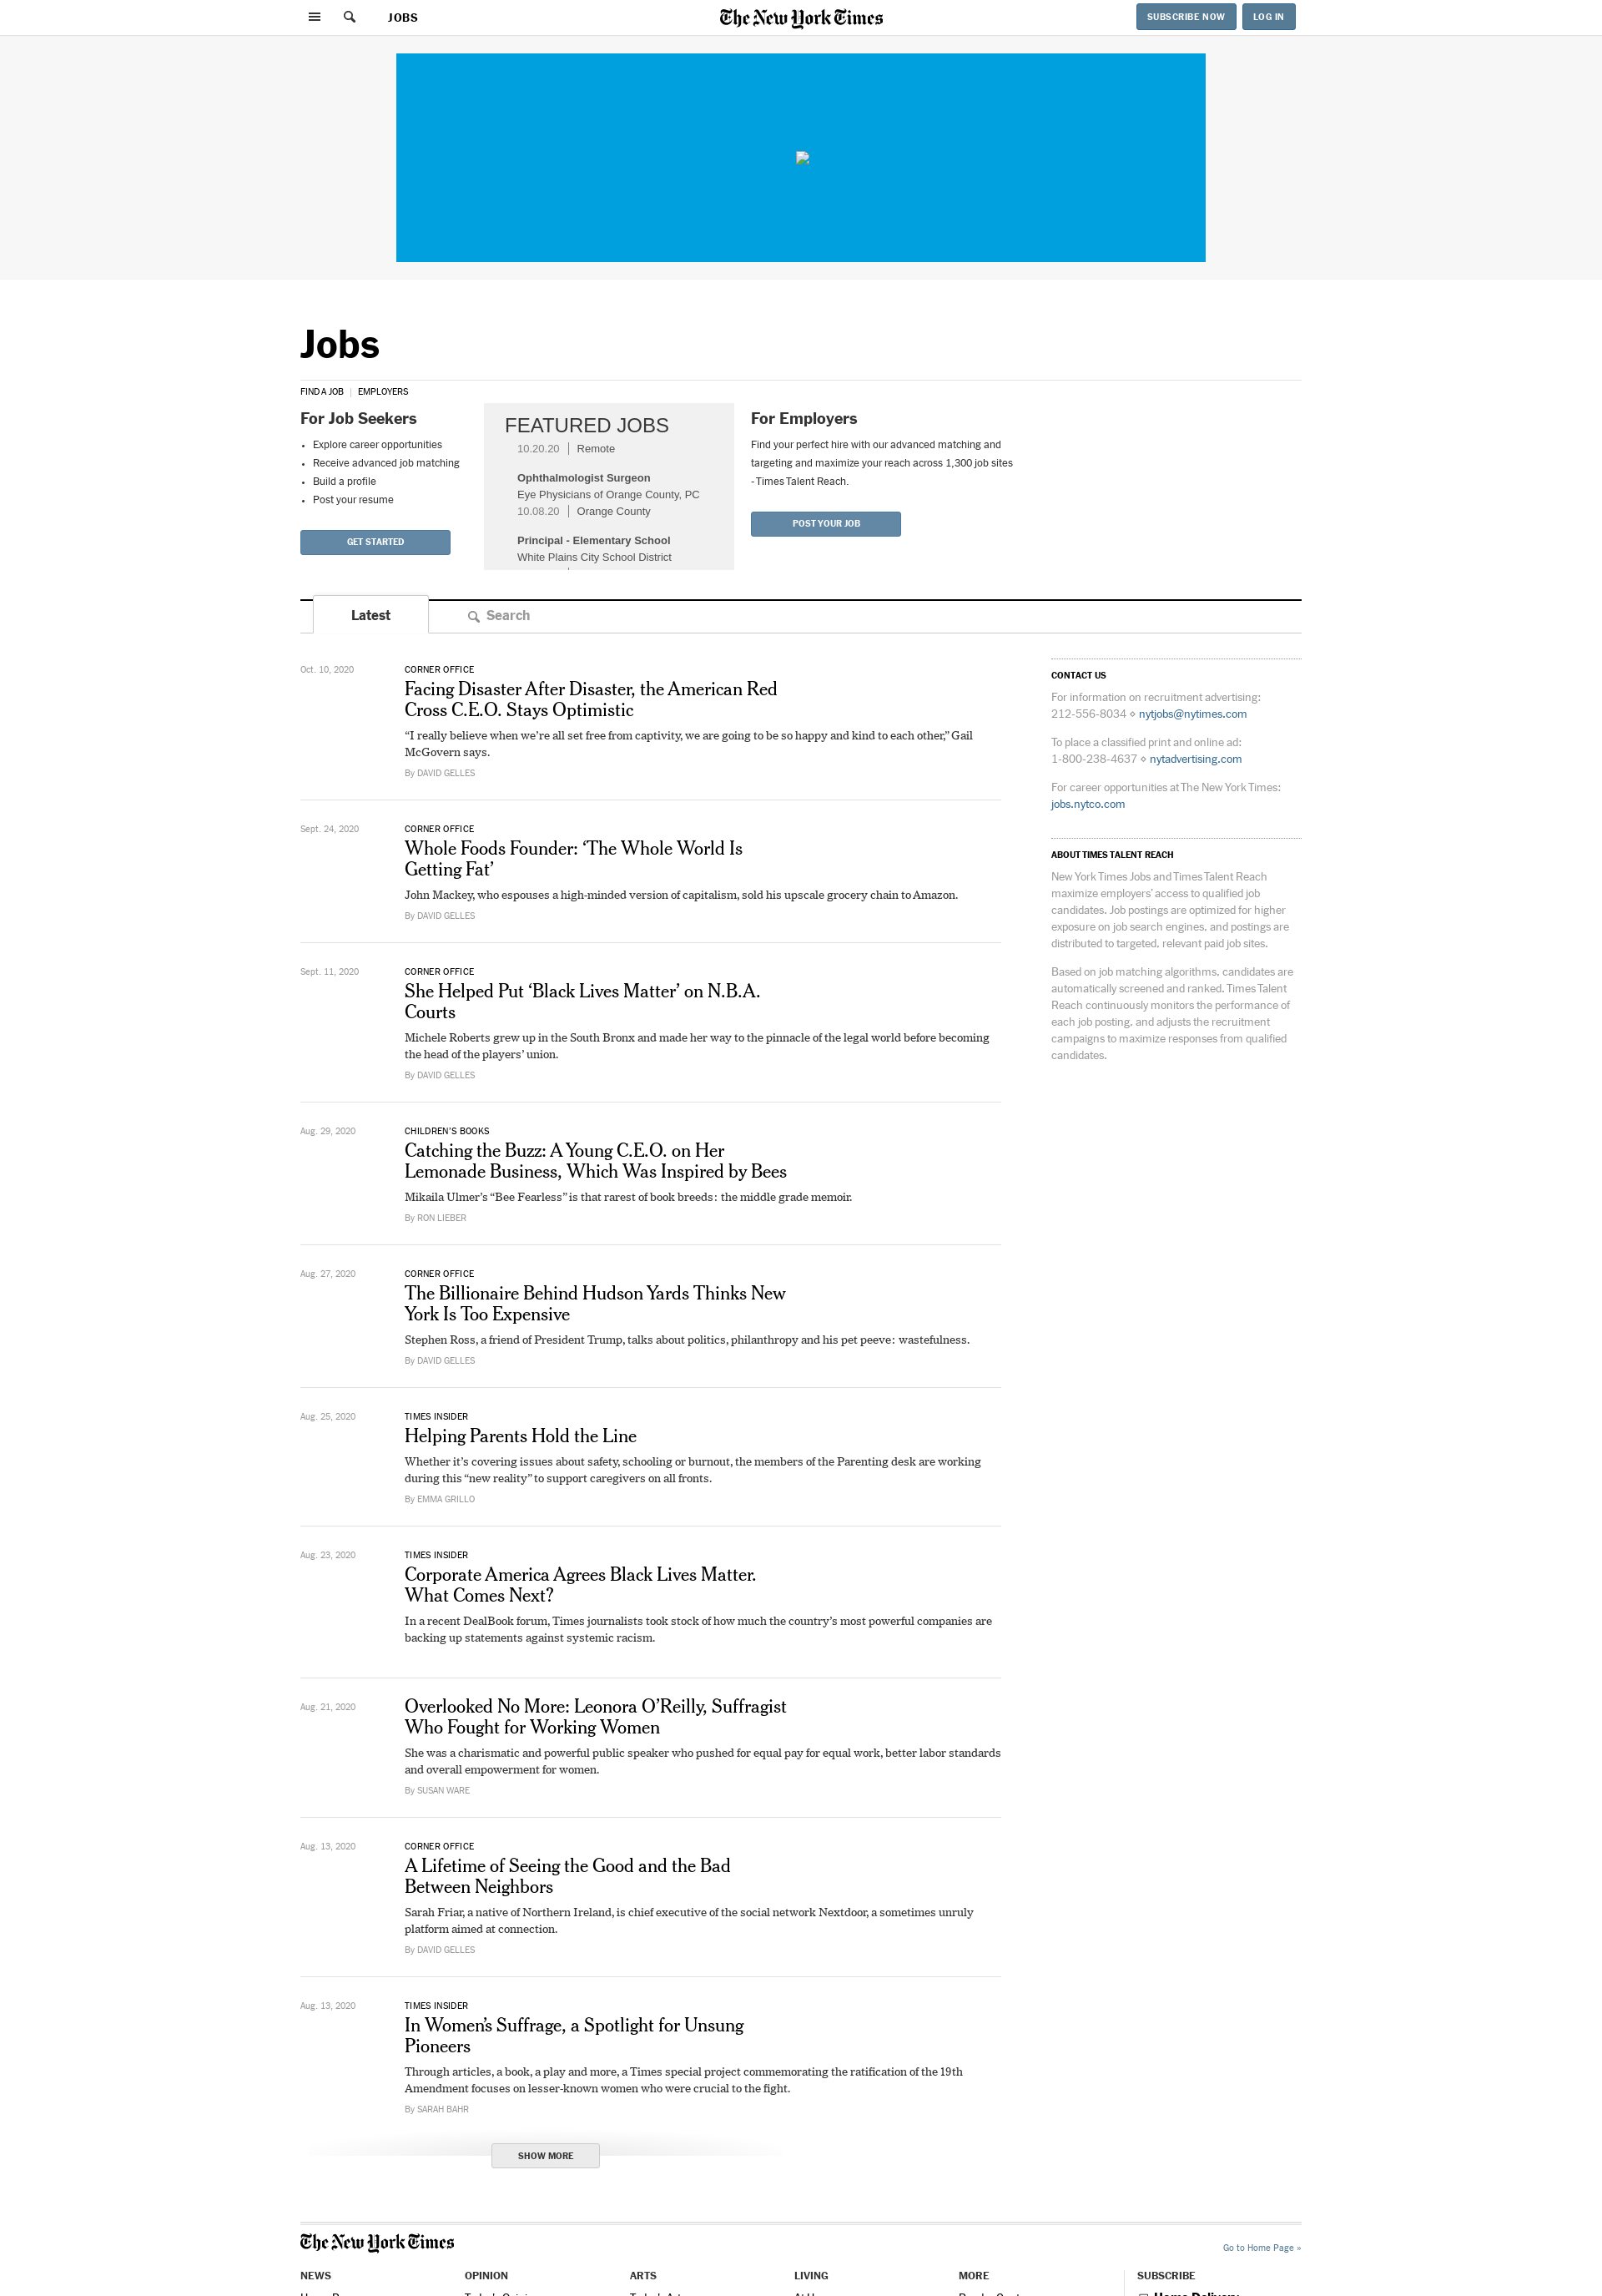 JOBS
The New York Times
SUBSCRIBE NOW
LOG IN
Jobs
FIND A JOB | EMPLOYERS
For Job Seekers
• Explore career opportunities
• Receive advanced job matching
• Build a profile
• Post your resume
GET STARTED
FEATURED JOBS
10.20.20 | Remote
Ophthalmologist Surgeon
Eye Physicians of Orange County, PC
10.08.20 | Orange County
Principal - Elementary School
White Plains City School District
For Employers
Find your perfect hire with our advanced matching and
targeting and maximize your reach across 1,300 job sites
- Times Talent Reach.
POST YOUR JOB
Latest
Search
Oct. 10, 2020
CORNER OFFICE
Facing Disaster After Disaster, the American Red
Cross C.E.O. Stays Optimistic
“I really believe when we’re all set free from captivity, we are going to be so happy and kind to each other,” Gail
McGovern says.
By DAVID GELLES
Sept. 24, 2020
CORNER OFFICE
Whole Foods Founder: ‘The Whole World Is
Getting Fat’
John Mackey, who espouses a high-minded version of capitalism, sold his upscale grocery chain to Amazon.
By DAVID GELLES
Sept. 11, 2020
CORNER OFFICE
She Helped Put ‘Black Lives Matter’ on N.B.A.
Courts
Michele Roberts grew up in the South Bronx and made her way to the pinnacle of the legal world before becoming
the head of the players’ union.
By DAVID GELLES
Aug. 29, 2020
CHILDREN’S BOOKS
Catching the Buzz: A Young C.E.O. on Her
Lemonade Business, Which Was Inspired by Bees
Mikaila Ulmer’s “Bee Fearless” is that rarest of book breeds: the middle grade memoir.
By RON LIEBER
Aug. 27, 2020
CORNER OFFICE
The Billionaire Behind Hudson Yards Thinks New
York Is Too Expensive
Stephen Ross, a friend of President Trump, talks about politics, philanthropy and his pet peeve: wastefulness.
By DAVID GELLES
Aug. 25, 2020
TIMES INSIDER
Helping Parents Hold the Line
Whether it’s covering issues about safety, schooling or burnout, the members of the Parenting desk are working
during this “new reality” to support caregivers on all fronts.
By EMMA GRILLO
Aug. 23, 2020
TIMES INSIDER
Corporate America Agrees Black Lives Matter.
What Comes Next?
In a recent DealBook forum, Times journalists took stock of how much the country’s most powerful companies are
backing up statements against systemic racism.
Aug. 21, 2020
Overlooked No More: Leonora O’Reilly, Suffragist
Who Fought for Working Women
She was a charismatic and powerful public speaker who pushed for equal pay for equal work, better labor standards
and overall empowerment for women.
By SUSAN WARE
Aug. 13, 2020
CORNER OFFICE
A Lifetime of Seeing the Good and the Bad
Between Neighbors
Sarah Friar, a native of Northern Ireland, is chief executive of the social network Nextdoor, a sometimes unruly
platform aimed at connection.
By DAVID GELLES
Aug. 13, 2020
TIMES INSIDER
In Women’s Suffrage, a Spotlight for Unsung
Pioneers
Through articles, a book, a play and more, a Times special project commemorating the ratification of the 19th
Amendment focuses on lesser-known women who were crucial to the fight.
By SARAH BAHR
SHOW MORE
CONTACT US
For information on recruitment advertising:
212-556-8034 ⋄ nytjobs@nytimes.com
To place a classified print and online ad:
1-800-238-4637 ⋄ nytadvertising.com
For career opportunities at The New York Times:
jobs.nytco.com
ABOUT TIMES TALENT REACH
New York Times Jobs and Times Talent Reach
maximize employers’ access to qualified job
candidates. Job postings are optimized for higher
exposure on job search engines, and postings are
distributed to targeted, relevant paid job sites.
Based on job matching algorithms, candidates are
automatically screened and ranked. Times Talent
Reach continuously monitors the performance of
each job posting, and adjusts the recruitment
campaigns to maximize responses from qualified
candidates.
The New York Times
Go to Home Page »
NEWS
OPINION
ARTS
LIVING
MORE
SUBSCRIBE